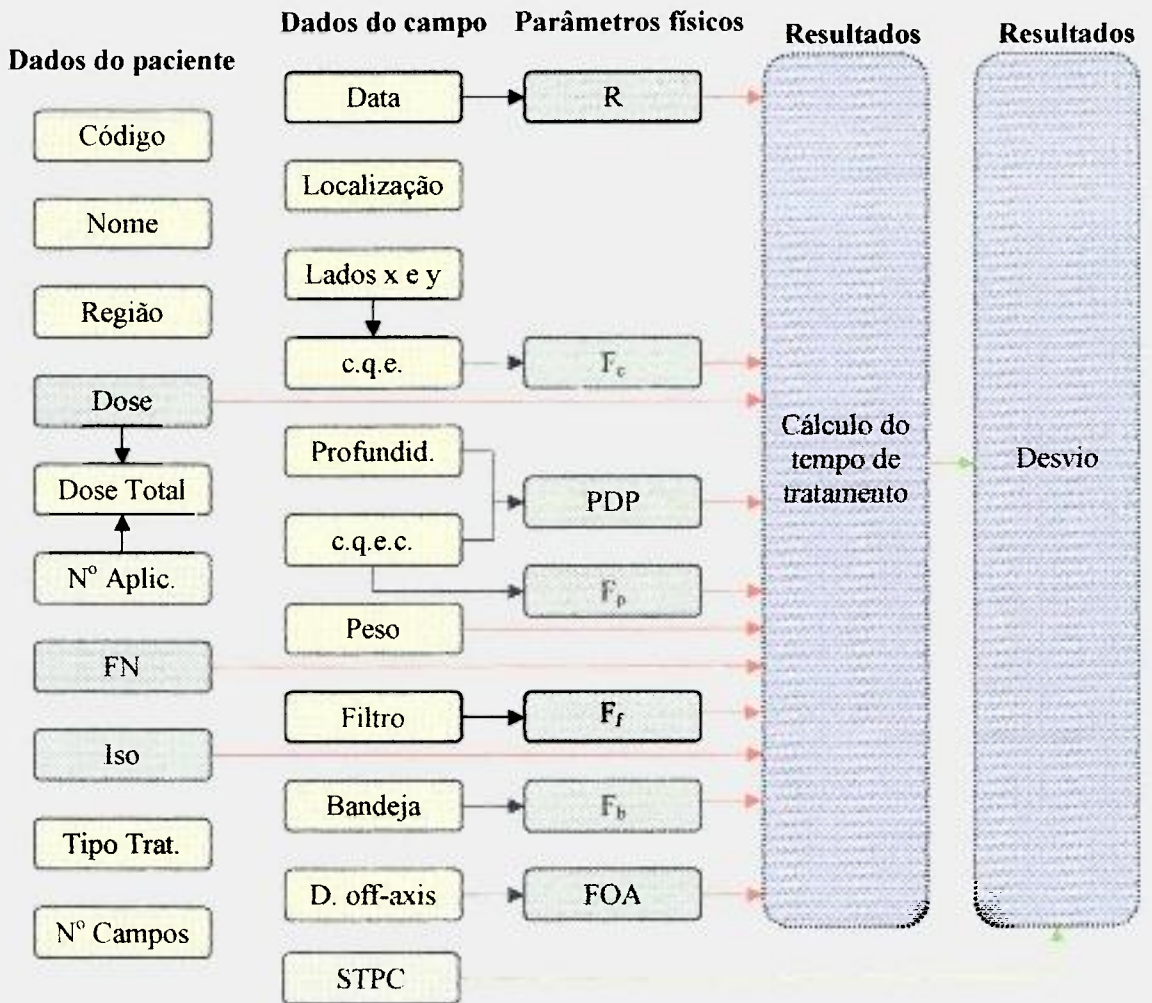 Dados do paciente
Código
Nome
Região
Dose
Dose Total
Nº Aplic.
FN
Iso
Tipo Trat.
Nº Campos
Dados do campo
Data
Localização
Lados x e y
c.q.e.
Profundid.
c.q.e.c.
Peso
Filtro
Bandeja
D. off-axis
STPC
Parâmetros físicos
R
Fc
PDP
Fp
Ff
Fb
FOA
Resultados
Cálculo do
tempo de
tratamento
Resultados
Desvio